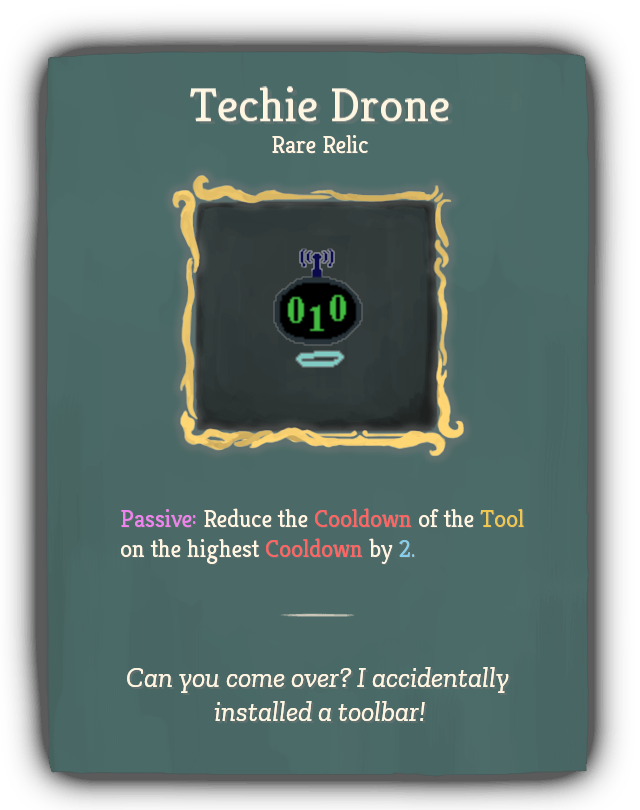 Techie Drone
Rare Relic
010
Passive: Reduce the Cooldown of the Tool
on the highest Cooldown by 2.
Can you come over? I accidentally
installed a toolbar!